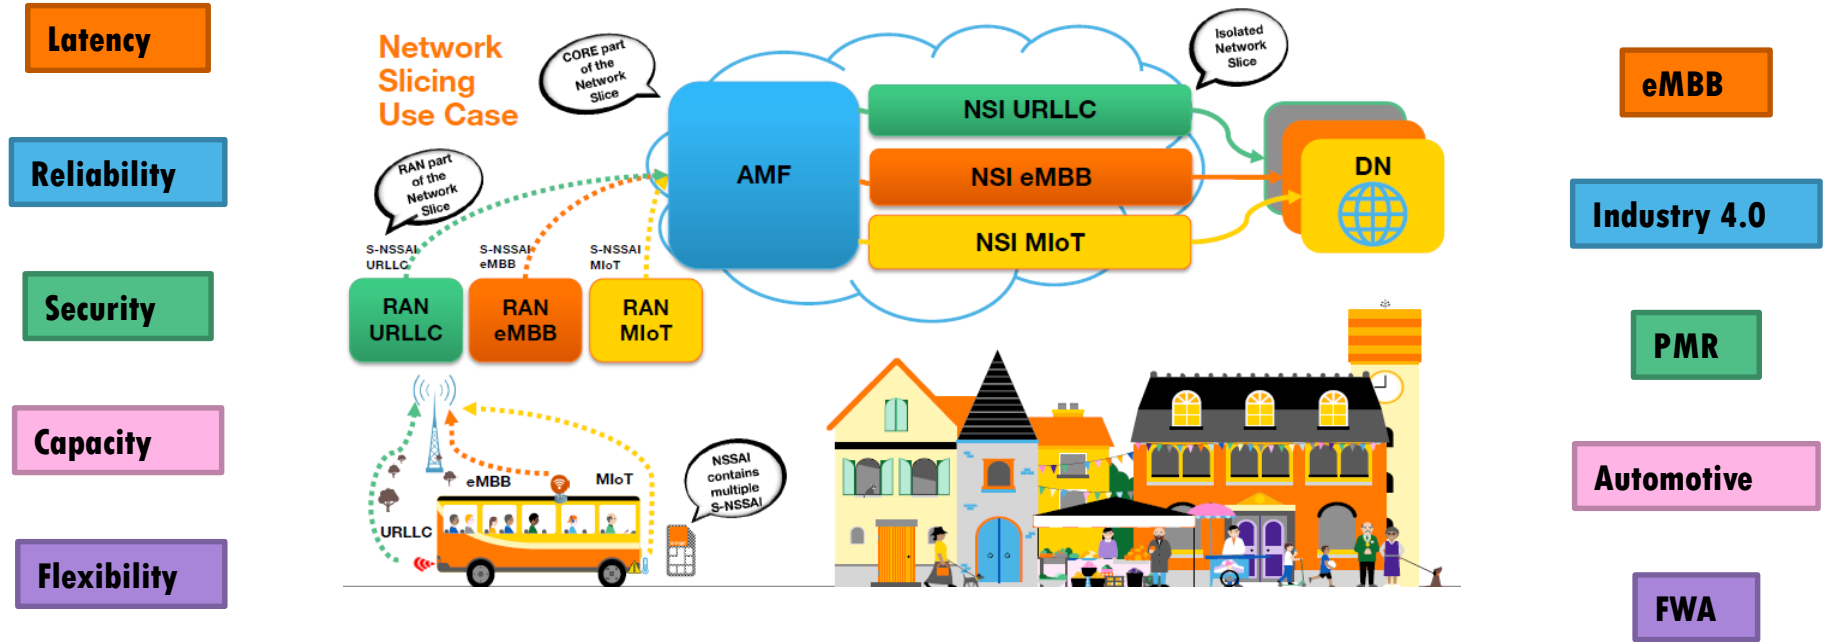 Latency
Reliability
Security
Capacity
Flexibility
Network
Slicing
Use Case
CORE part
of the
Network
Slice
RAN part
of the
Network
Slice
Isolated
Network
Slice
AMF
NSI URLLC
NSI eMBB
NSI MIoT
DN
S-NSSAI
URLLC
S-NSSAI
eMBB
S-NSSAI
MIoT
RAN
URLLC
RAN
eMBB
RAN
MIoT
eMBB
MIoT
URLLC
NSSAI
contains
multiple
S-NSSAI
eMBB
Industry 4.0
PMR
Automotive
FWA